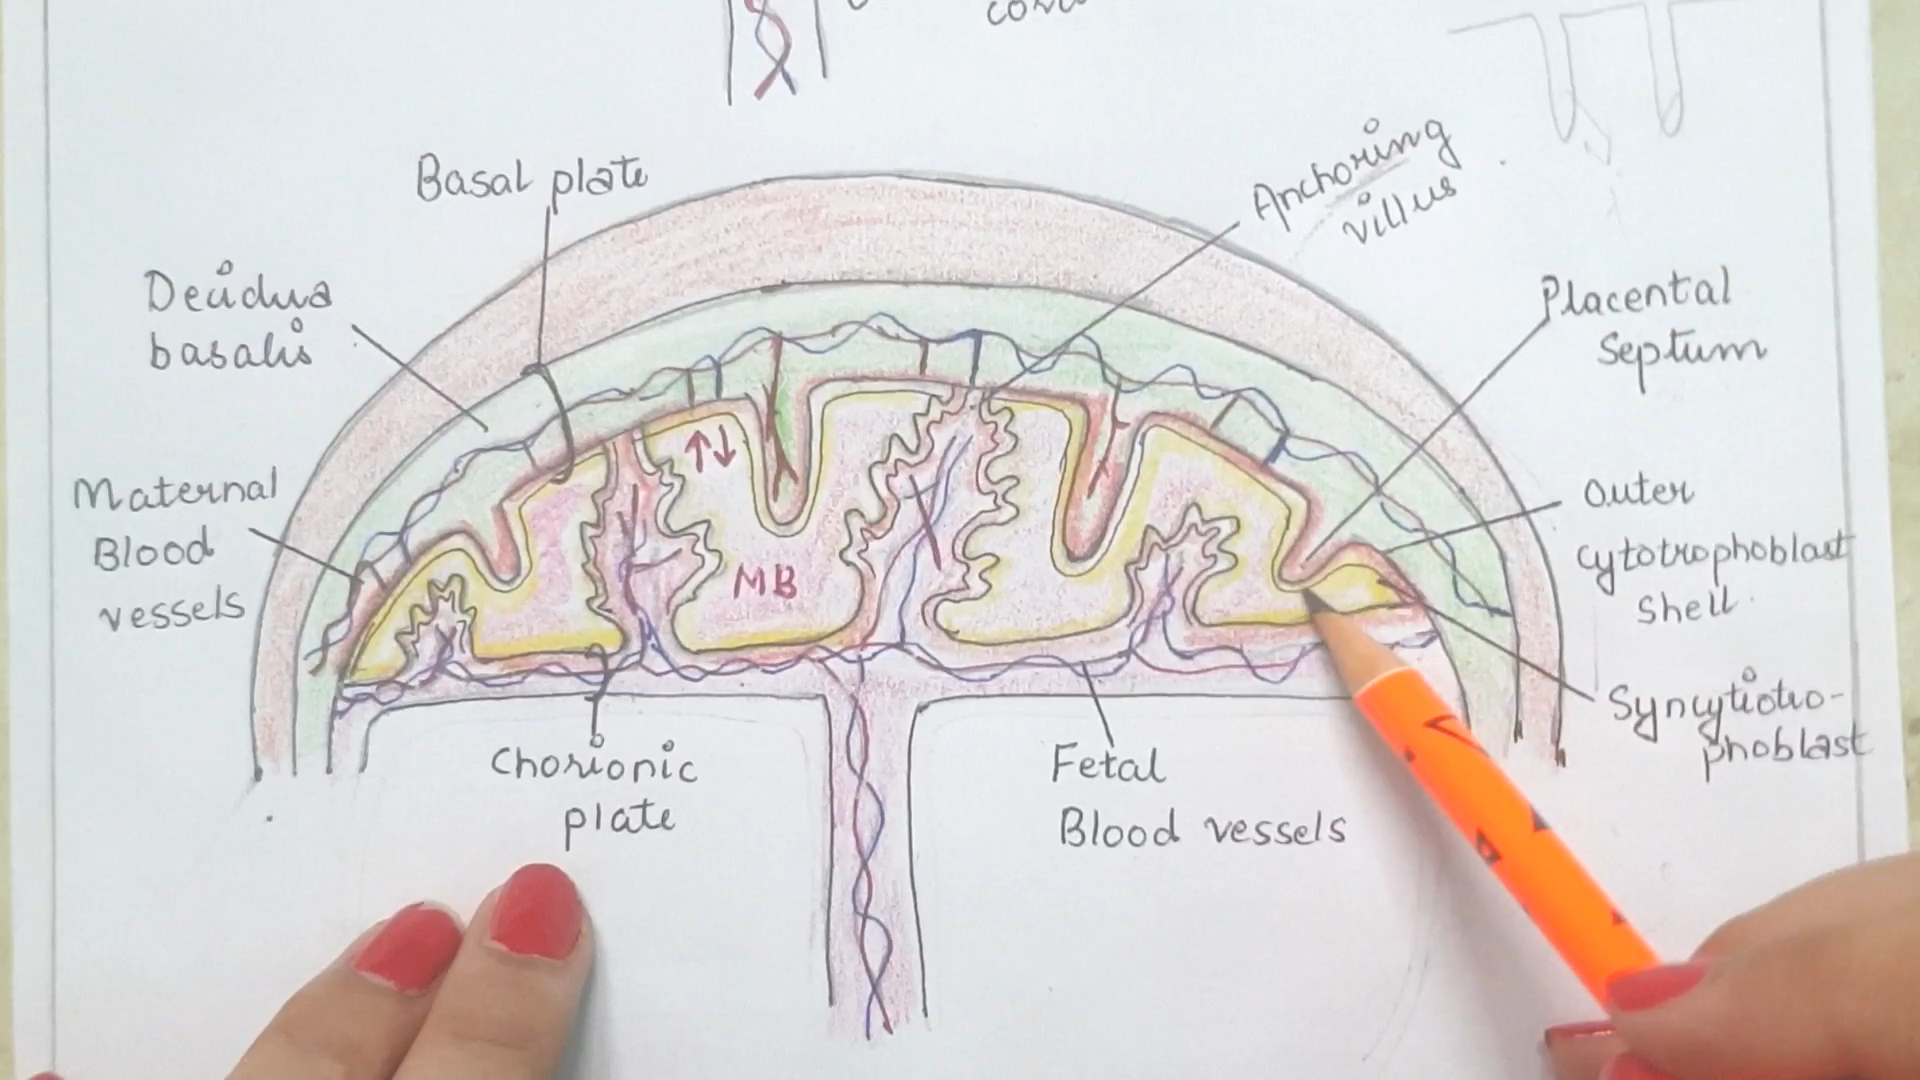 Basal plate
Anchoring
villus
Decidua
basalis
Placental
Septum
Maternal
Blood
vessels
Outer
Cytotrophoblast
Shell
MB
Syncytiotro-
phoblast
Chorionic
plate
Fetal
Blood vessels